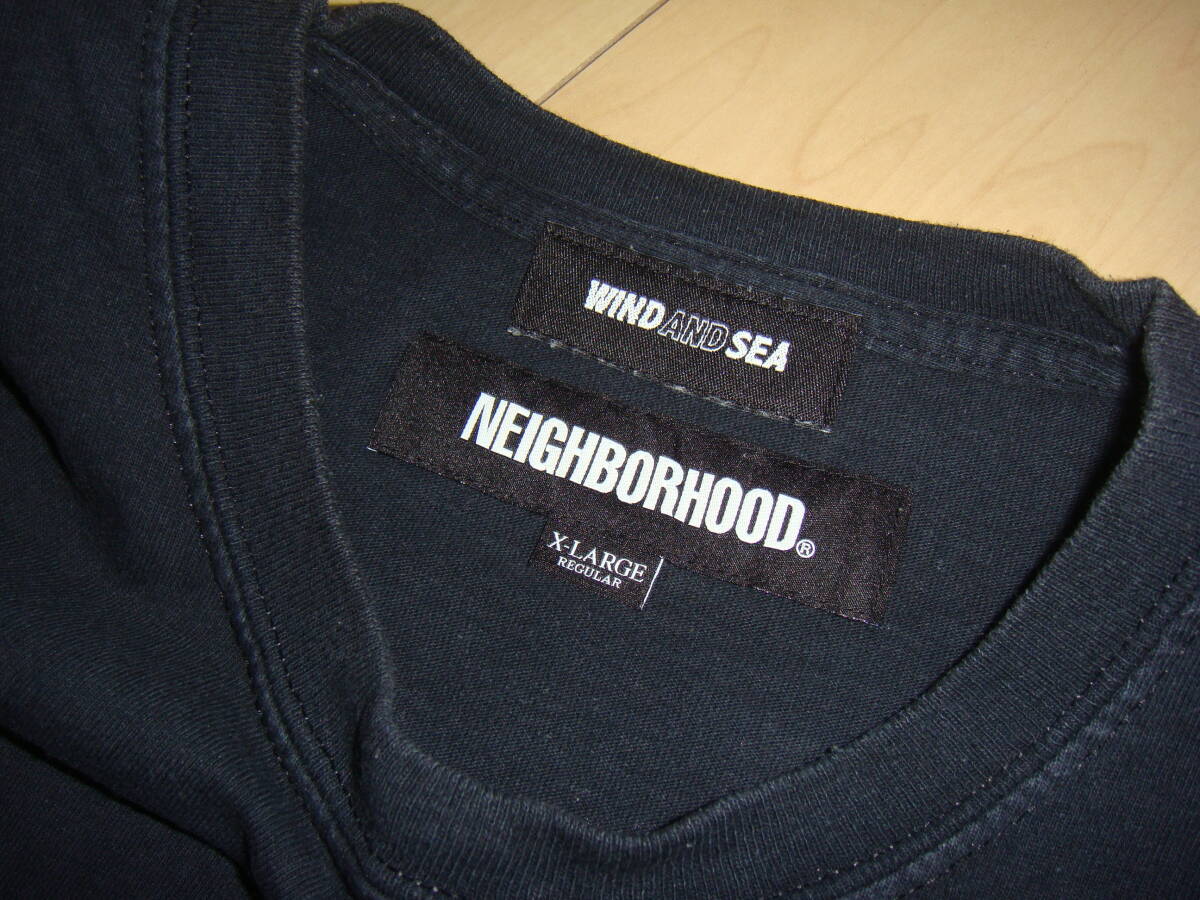 WIND AND SEA
NEIGHBORHOOD®
X-LARGE
REGULAR